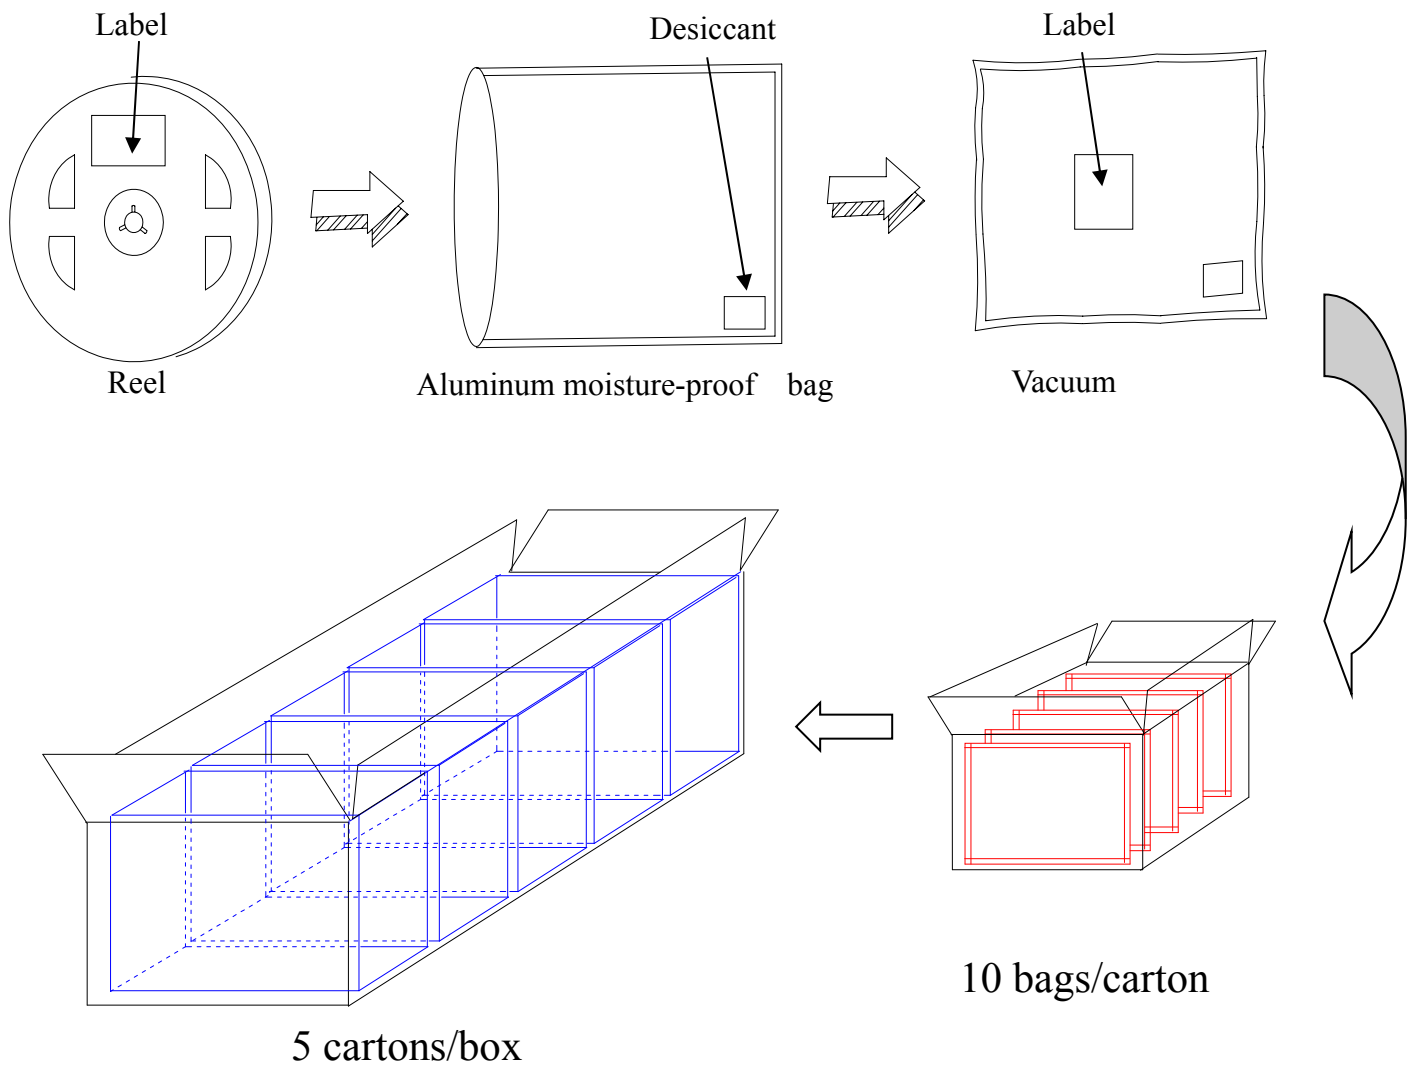 Label
Desiccant
Label
Reel
Aluminum moisture-proof bag
Vacuum
10 bags/carton
5 cartons/box